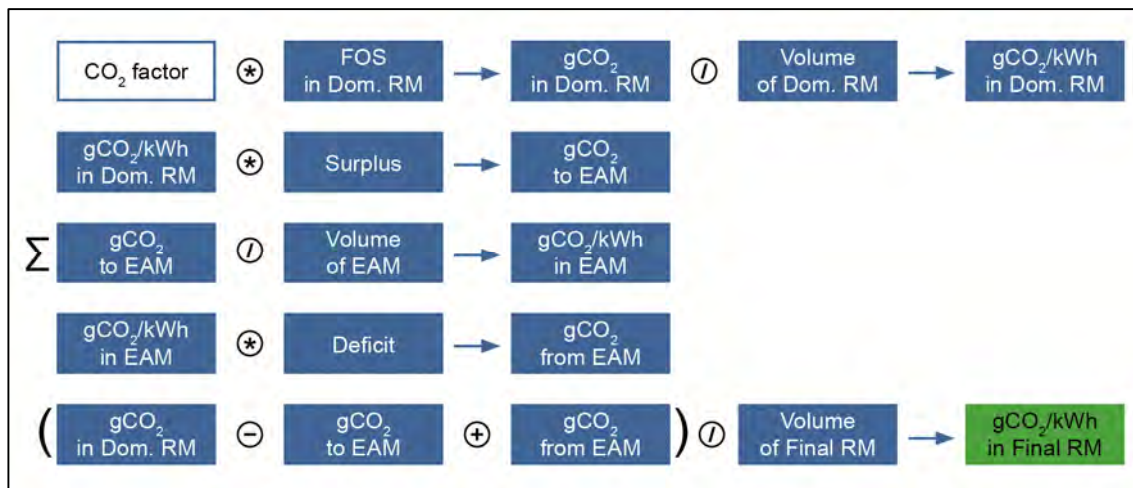 CO₂ factor * FOS in Dom. RM → gCO₂ in Dom. RM / Volume of Dom. RM → gCO₂/kWh in Dom. RM
gCO₂/kWh in Dom. RM * Surplus → gCO₂ to EAM
Σ gCO₂ to EAM / Volume of EAM → gCO₂/kWh in EAM
gCO₂/kWh in EAM * Deficit → gCO₂ from EAM
( gCO₂ in Dom. RM − gCO₂ to EAM + gCO₂ from EAM ) / Volume of Final RM → gCO₂/kWh in Final RM